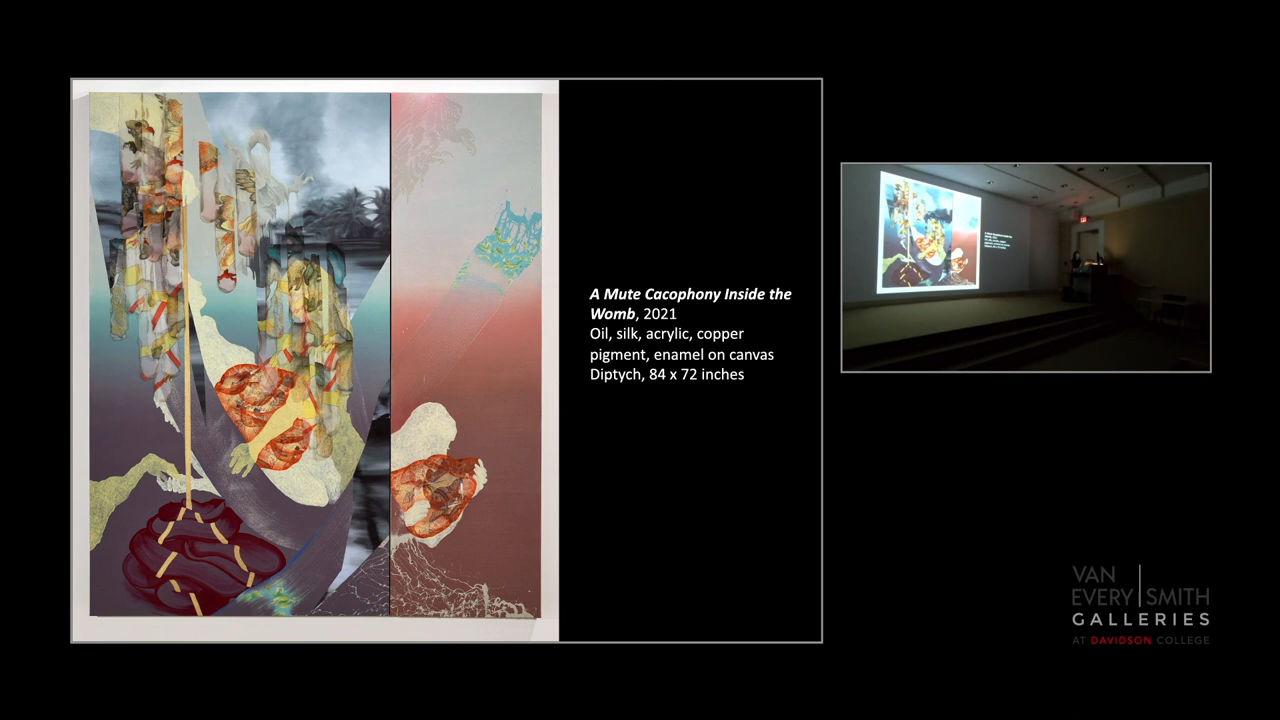 A Mute Cacophony Inside the
Womb, 2021
Oil, silk, acrylic, copper
pigment, enamel on canvas
Diptych, 84 x 72 inches
VAN
EVERY SMITH
GALLERIES
AT DAVIDSON COLLEGE